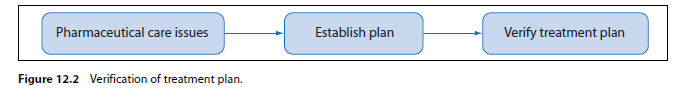 Pharmaceutical care issues
Establish plan
Verify treatment plan
Figure 12.2 Verification of treatment plan.